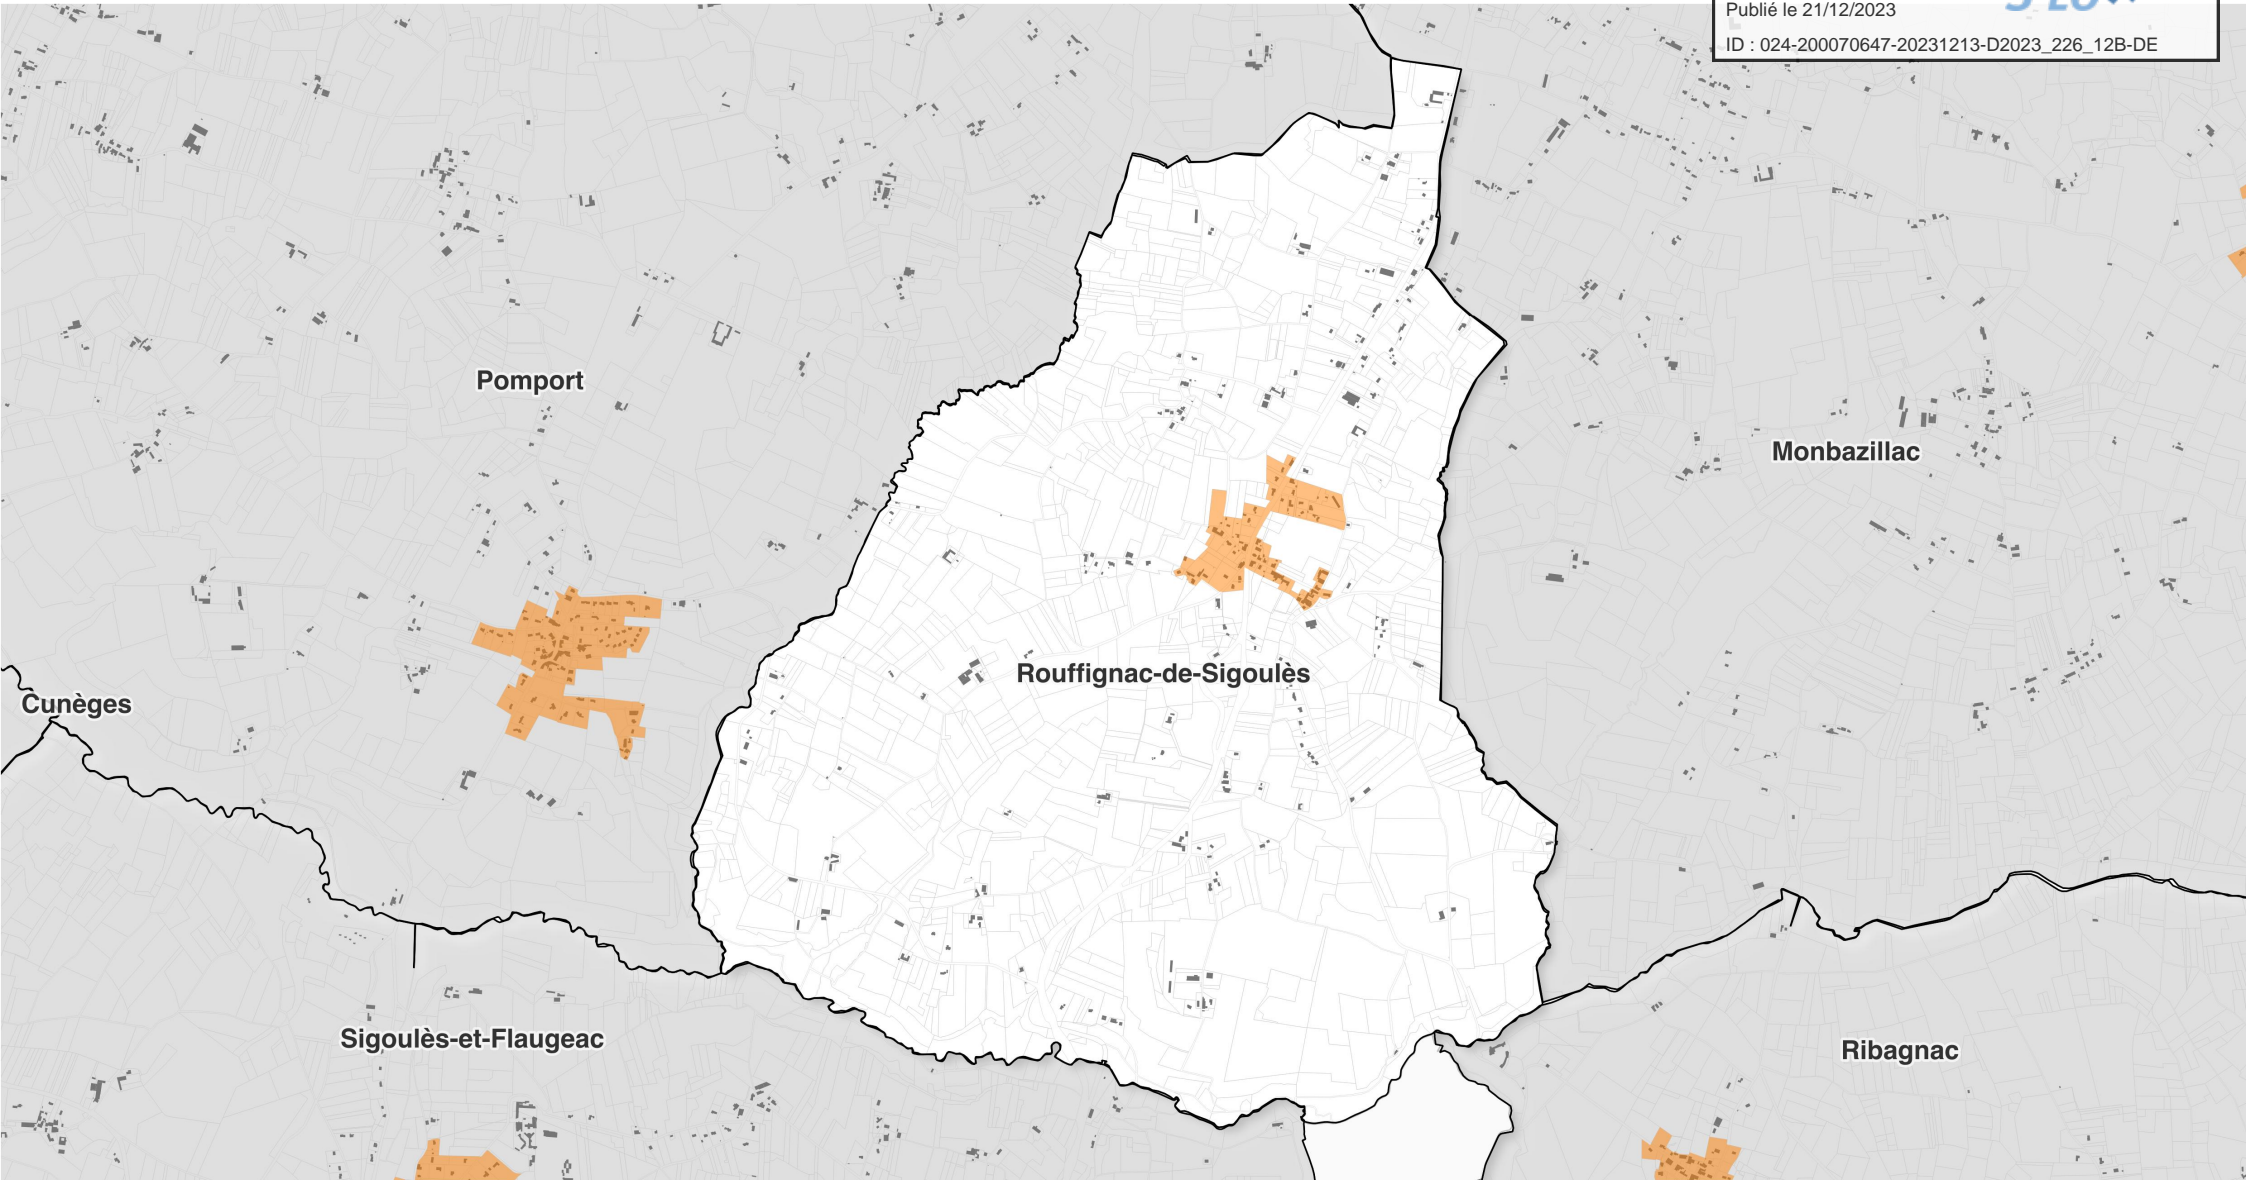 Publié le 21/12/2023
ID : 024-200070647-20231213-D2023_226_12B-DE
Pomport
Monbazillac
Rouffignac-de-Sigoulès
Cunèges
Sigoulès-et-Flaugeac
Ribagnac